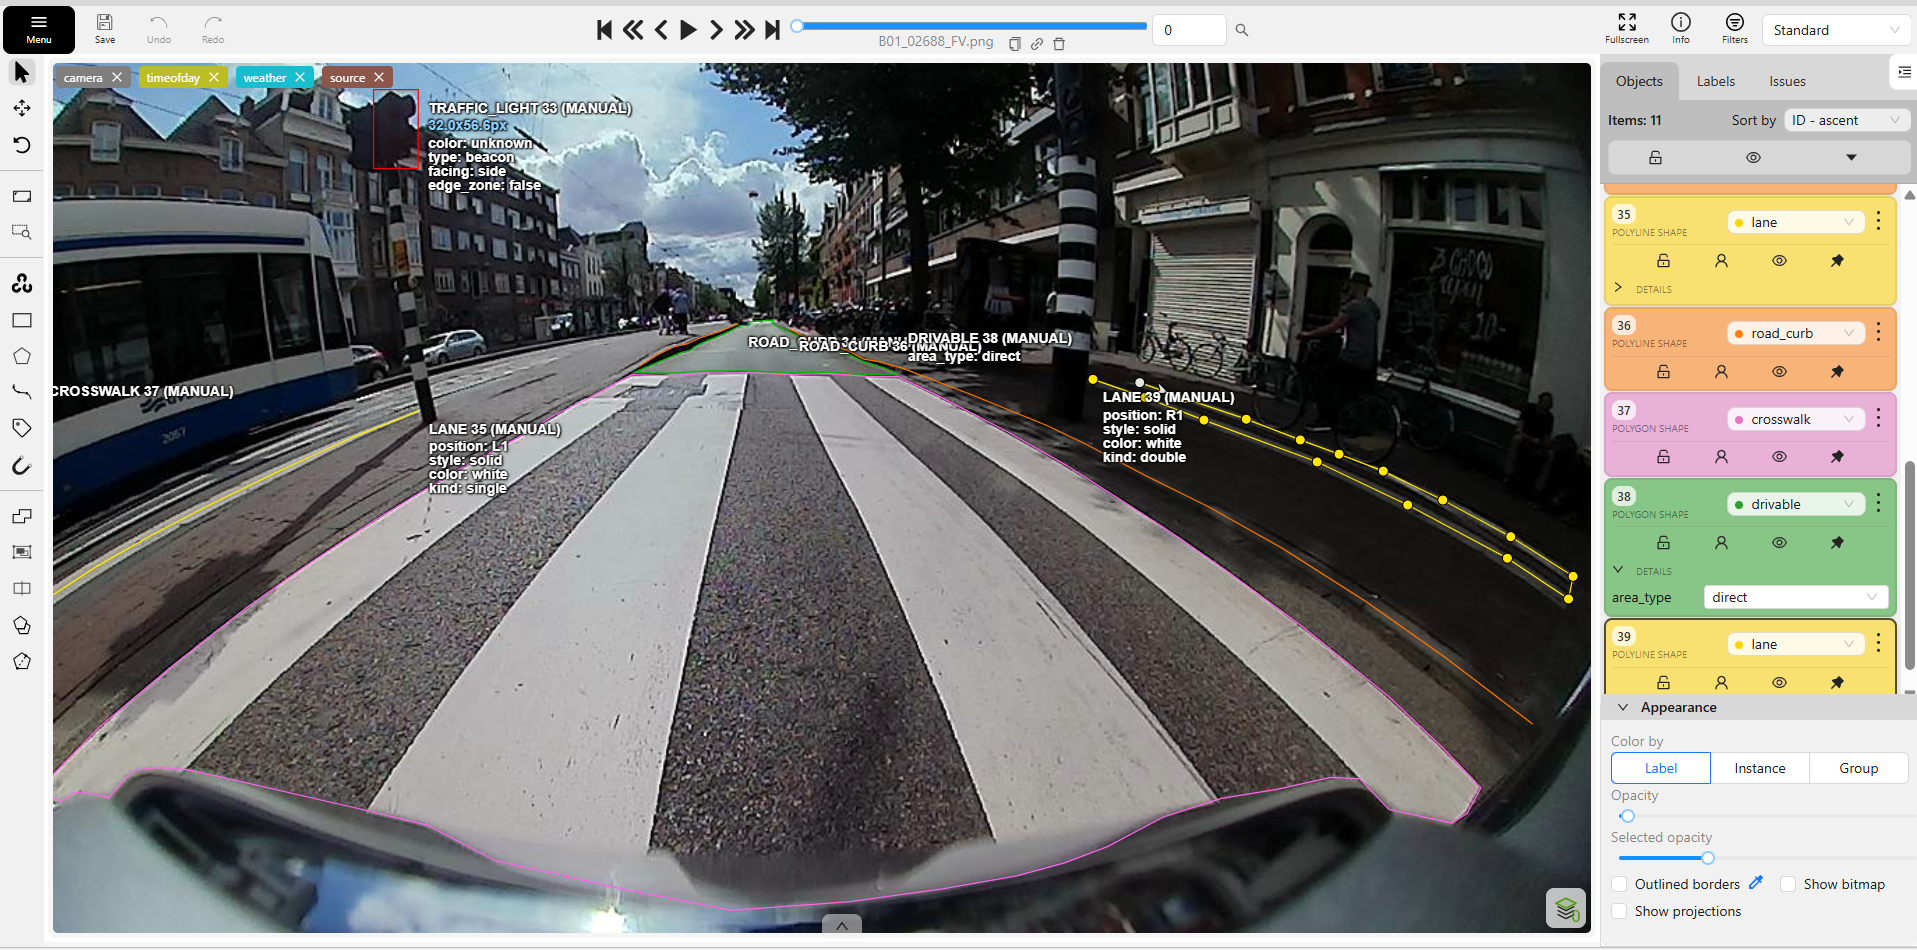 Menu
Save
Undo
Redo
B01_02688_FV.png
0
Fullscreen
Info
Filters
Standard
camera
timeofday
weather
source
TRAFFIC_LIGHT 33 (MANUAL)
32.0x56.6px
color: unknown
type: beacon
facing: side
edge_zone: false
ROAD_CURB 36 (MANUAL)
DRIVABLE 38 (MANUAL)
area_type: direct
CROSSWALK 37 (MANUAL)
2057
LANE 35 (MANUAL)
position: L1
style: solid
color: white
kind: single
LANE 39 (MANUAL)
position: R1
style: solid
color: white
kind: double
0
Objects
Labels
Issues
Items: 11
Sort by
ID - ascent
35
POLYLINE SHAPE
lane
DETAILS
36
POLYLINE SHAPE
road_curb
37
POLYGON SHAPE
crosswalk
38
POLYGON SHAPE
drivable
DETAILS
area_type
direct
39
POLYLINE SHAPE
lane
Appearance
Color by
Label
Instance
Group
Opacity
Selected opacity
Outlined borders
Show bitmap
Show projections